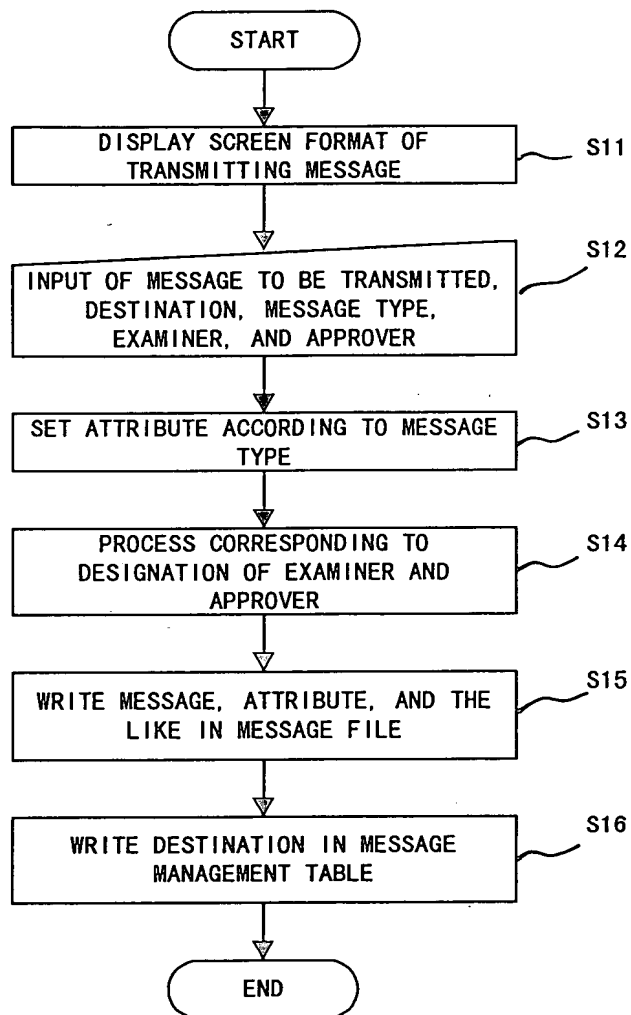 START
DISPLAY SCREEN FORMAT OF
TRANSMITTING MESSAGE
S11
INPUT OF MESSAGE TO BE TRANSMITTED,
DESTINATION, MESSAGE TYPE,
EXAMINER, AND APPROVER
S12
SET ATTRIBUTE ACCORDING TO MESSAGE
TYPE
S13
PROCESS CORRESPONDING TO
DESIGNATION OF EXAMINER AND
APPROVER
S14
WRITE MESSAGE, ATTRIBUTE, AND THE
LIKE IN MESSAGE FILE
S15
WRITE DESTINATION IN MESSAGE
MANAGEMENT TABLE
S16
END